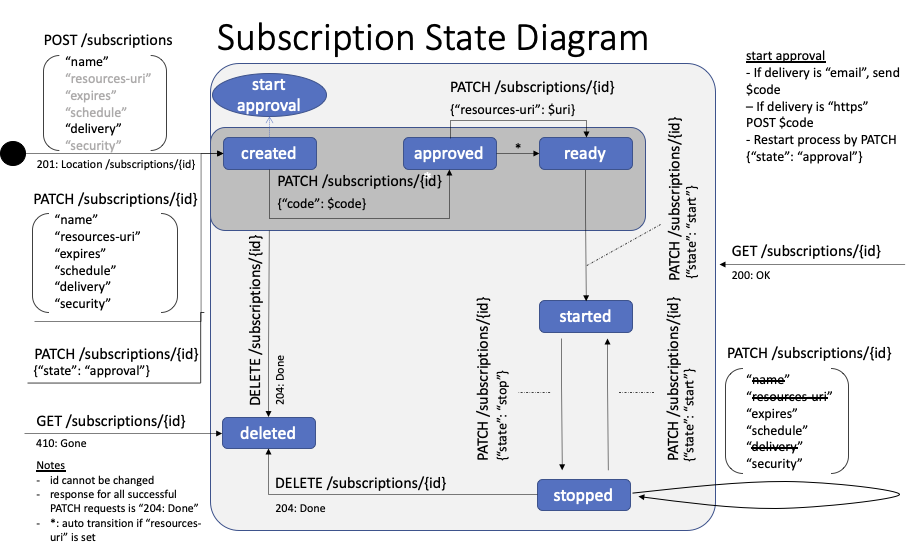 Subscription State Diagram
POST /subscriptions
“name”
“resources-uri”
“expires”
“schedule”
“delivery”
“security”
201: Location /subscriptions/{id}
PATCH /subscriptions/{id}
“name”
“resources-uri”
“expires”
“schedule”
“delivery”
“security”
PATCH /subscriptions/{id}
{“state”: “approval”}
GET /subscriptions/{id}
410: Gone
Notes
- id cannot be changed
- response for all successful
PATCH requests is “204: Done”
- *: auto transition if “resources-
uri” is set
start
approval
PATCH /subscriptions/{id}
{“resources-uri”: $uri}
created
approved
*
ready
PATCH /subscriptions/{id}
{“code”: $code}
DELETE /subscriptions/{id}
204: Done
PATCH /subscriptions/{id}
{“state”: “start”}
started
PATCH /subscriptions/{id}
{“state”: “stop”}
PATCH /subscriptions/{id}
{“state”: “start”}
deleted
DELETE /subscriptions/{id}
204: Done
stopped
start approval
- If delivery is “email”, send
$code
– If delivery is “https”
POST $code
- Restart process by PATCH
{“state”: “approval”}
GET /subscriptions/{id}
200: OK
PATCH /subscriptions/{id}
“name”
“resources-uri”
“expires”
“schedule”
“delivery”
“security”